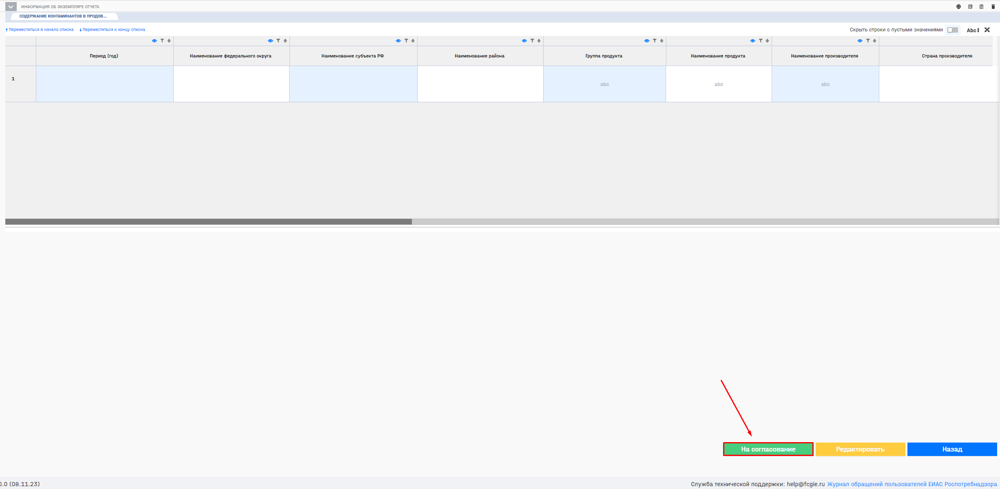 ИНФОРМАЦИЯ ОБ ЭКЗЕМПЛЯРЕ ОТЧЕТА
СОДЕРЖАНИЕ КОНТАМИНАНТОВ В ПРОДОВ...
Переместиться в начало списка Переместиться к концу списка Скрыть строки с пустыми значениями Abc
Период (год) Наименование федерального округа Наименование субъекта РФ Наименование района Группа продукта Наименование продукта Наименование производителя Страна производителя
1 abc abc abc
На согласование Редактировать Назад
0.0 (08.11.23) Служба технической поддержки: help@fcgie.ru Журнал обращений пользователей ЕИАС Роспотребнадзора